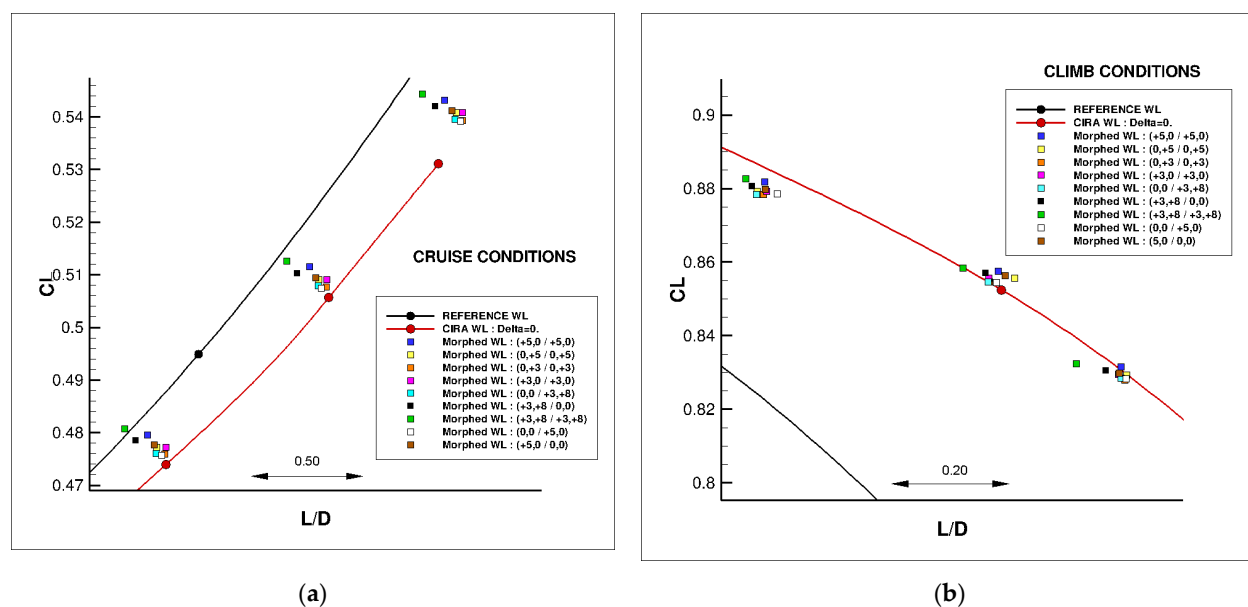 CL
0.54
0.53
0.52
0.51
0.5
0.49
0.48
0.47
CRUISE CONDITIONS
REFERENCE WL
CIRA WL : Delta=0.
Morphed WL : (+5,0 / +5,0)
Morphed WL : (0,+5 / 0,+5)
Morphed WL : (0,+3 / 0,+3)
Morphed WL : (+3,0 / +3,0)
Morphed WL : (0,0 / +3,+8)
Morphed WL : (+3,+8 / 0,0)
Morphed WL : (+3,+8 / +3,+8)
Morphed WL : (0,0 / +5,0)
Morphed WL : (+5,0 / 0,0)
0.50
L/D
(a)
CLIMB CONDITIONS
REFERENCE WL
CIRA WL : Delta=0.
Morphed WL : (+5,0 / +5,0)
Morphed WL : (0,+5 / 0,+5)
Morphed WL : (0,+3 / 0,+3)
Morphed WL : (+3,0 / +3,0)
Morphed WL : (0,0 / +3,+8)
Morphed WL : (+3,+8 / 0,0)
Morphed WL : (+3,+8 / +3,+8)
Morphed WL : (0,0 / +5,0)
Morphed WL : (5,0 / 0,0)
CL
0.9
0.88
0.86
0.84
0.82
0.8
0.20
L/D
(b)